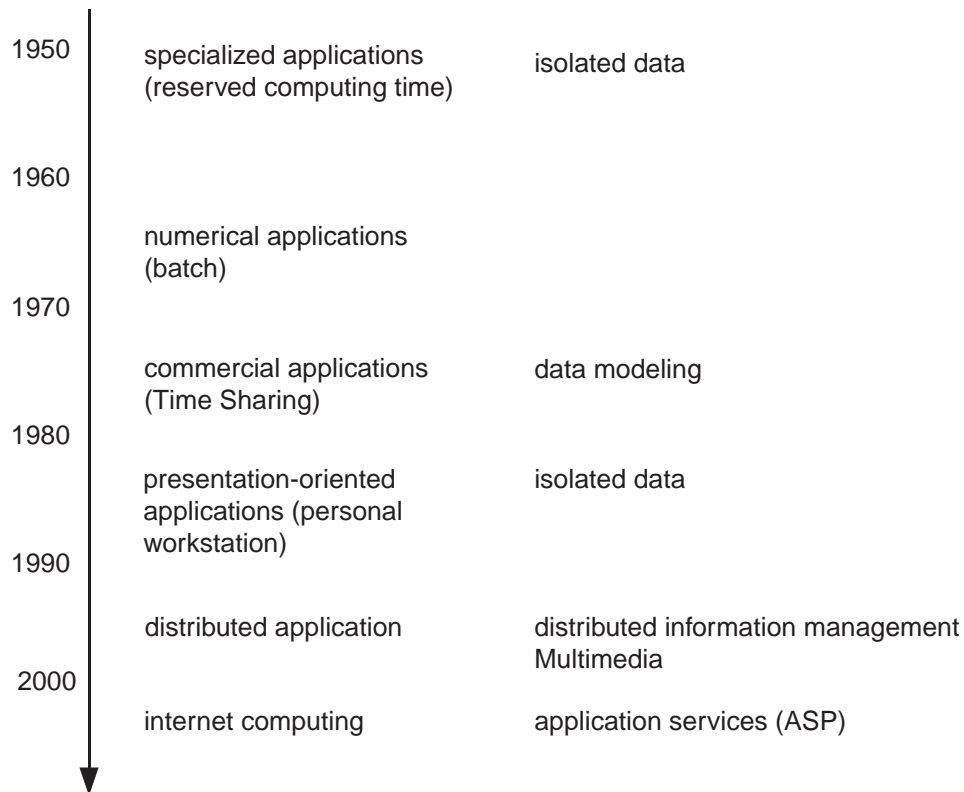 1950
specialized applications
(reserved computing time)
isolated data
1960
numerical applications
(batch)
1970
commercial applications
(Time Sharing)
data modeling
1980
presentation-oriented
applications (personal
workstation)
isolated data
1990
distributed application
distributed information management
Multimedia
2000
internet computing
application services (ASP)